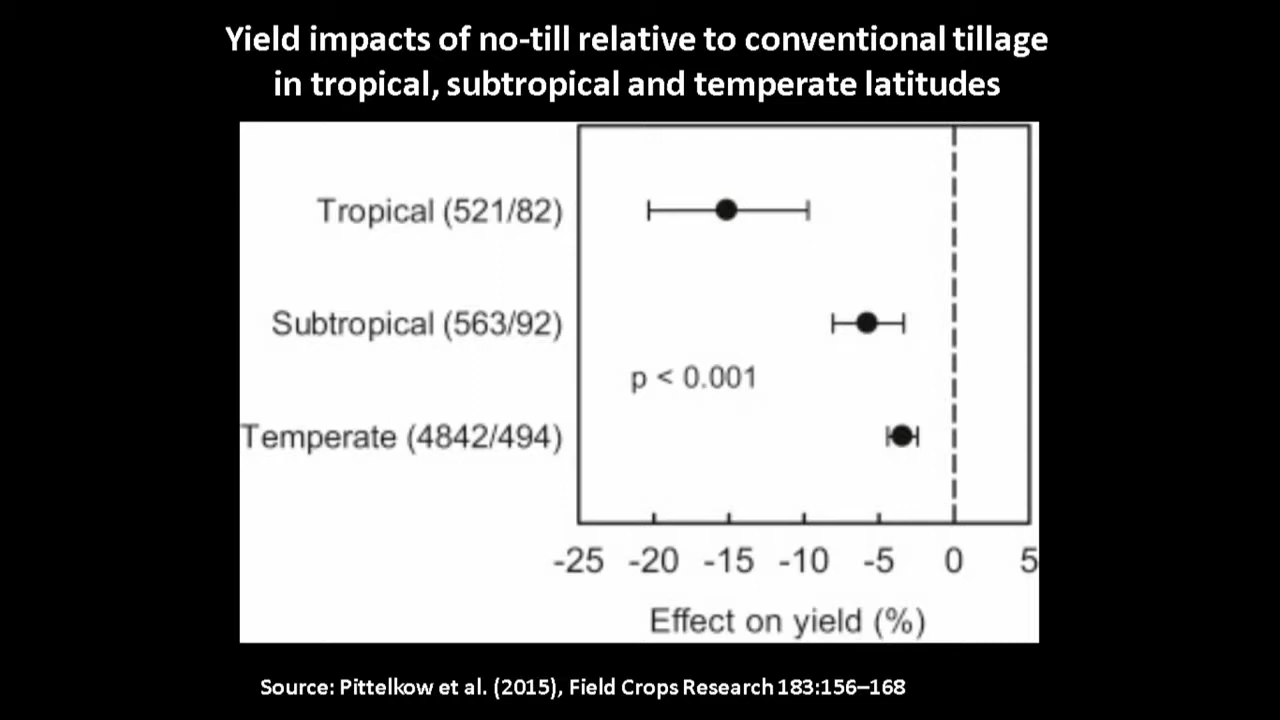 Yield impacts of no-till relative to conventional tillage
in tropical, subtropical and temperate latitudes
Tropical (521/82)
Subtropical (563/92)
p < 0.001
Temperate (4842/494)
-25 -20 -15 -10 -5 0 5
Effect on yield (%)
Source: Pittelkow et al. (2015), Field Crops Research 183:156–168